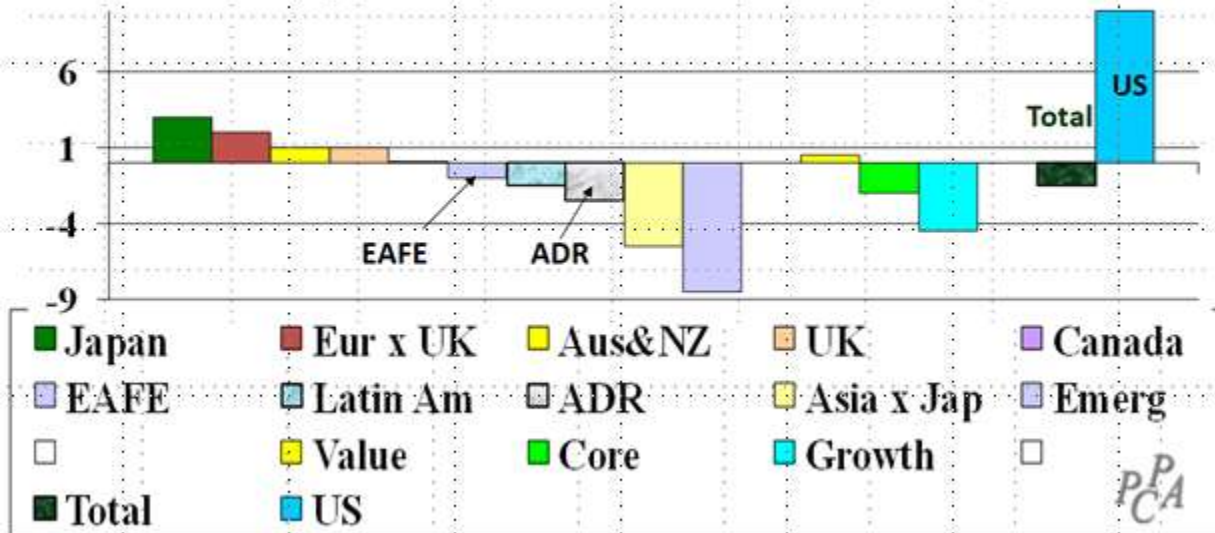 6
US
Total
1
-4
EAFE
ADR
-9
Japan Eur x UK Aus&NZ UK Canada
EAFE Latin Am ADR Asia x Jap Emerg
Value Core Growth
Total US
PPCA